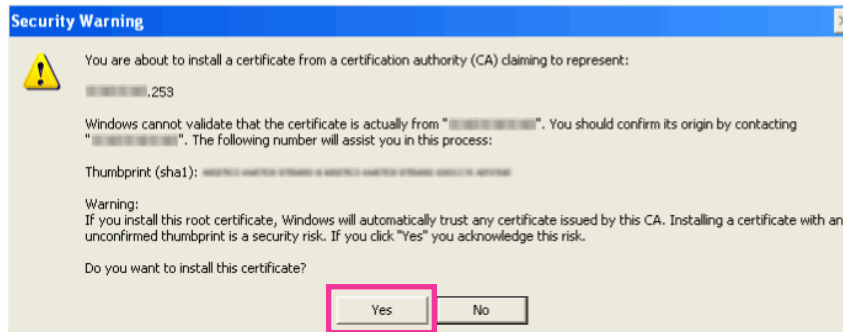 Security Warning
You are about to install a certificate from a certification authority (CA) claiming to represent:
.253
Windows cannot validate that the certificate is actually from "". You should confirm its origin by contacting
"". The following number will assist you in this process:
Thumbprint (sha1):
Warning:
If you install this root certificate, Windows will automatically trust any certificate issued by this CA. Installing a certificate with an
unconfirmed thumbprint is a security risk. If you click "Yes" you acknowledge this risk.
Do you want to install this certificate?
Yes No